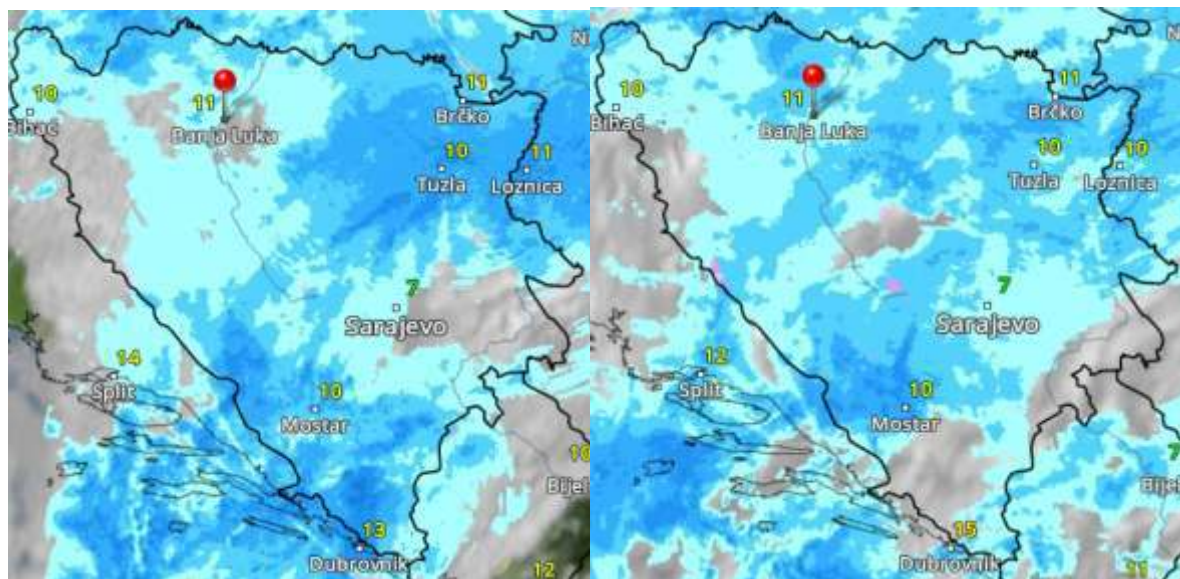 Ni
10
Bihać
11
Banja Luka
11
Brčko
10
Tuzla
11
Loznica
7
Sarajevo
14
Split
10
Mostar
10
Bijel
13
Dubrovnik
12
N
10
Bihać
11
Banja Luka
11
Brčko
10
Tuzla
10
Loznica
7
Sarajevo
12
Split
10
Mostar
7
Bijel
15
Dubrovnik
11